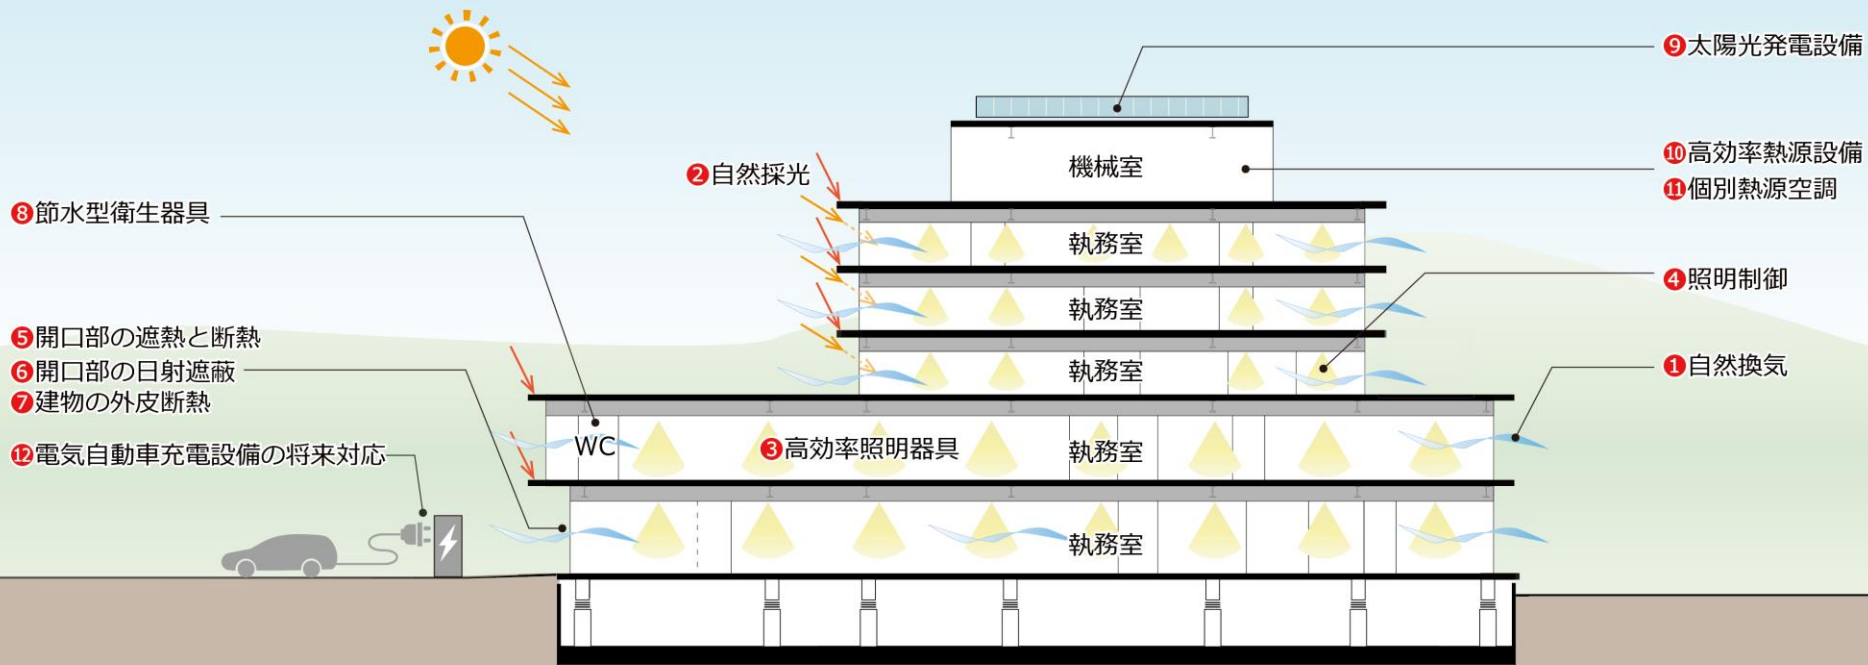 ❾太陽光発電設備
機械室
❿高効率熱源設備
⓫個別熱源空調
❷自然採光
❽節水型衛生器具
執務室
❹照明制御
執務室
❺開口部の遮熱と断熱
❻開口部の日射遮蔽
❼建物の外皮断熱
執務室
❶自然換気
WC
❸高効率照明器具
執務室
⓬電気自動車充電設備の将来対応
執務室